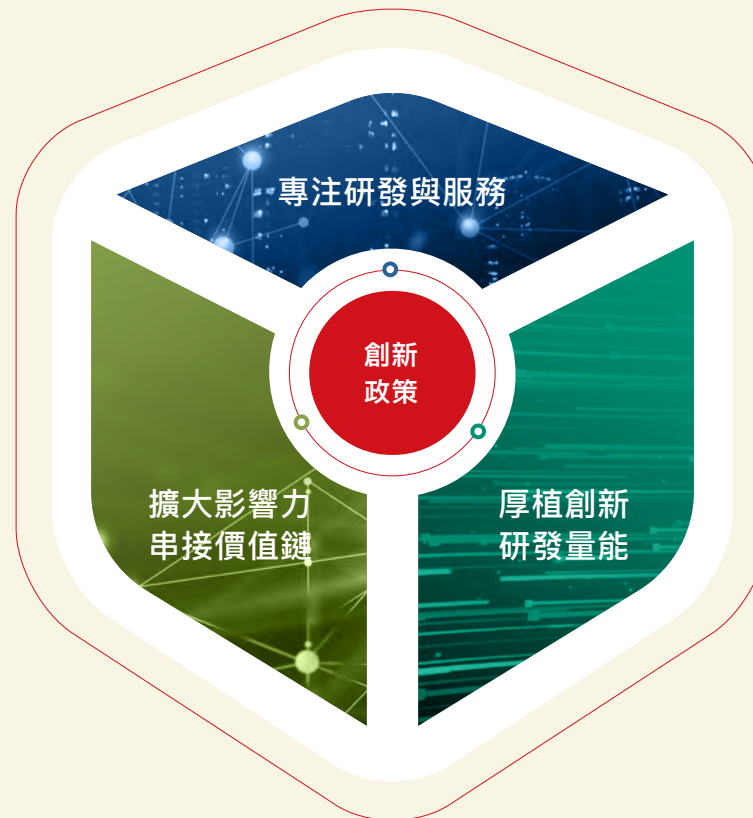 專注研發與服務
創新
政策
擴大影響力
串接價值鏈
厚植創新
研發量能